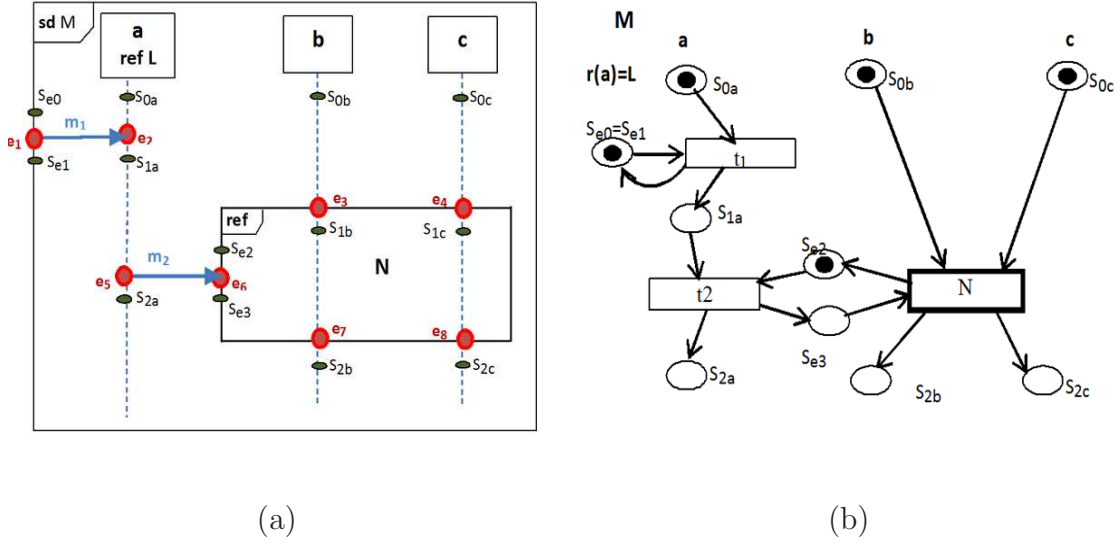 sd M
a
ref L
b
c
Se0
S0a
S0b
S0c
e1
m1
e2
Se1
S1a
e3
e4
ref
S1b
S1c
Se2
N
m2
e5
e6
S2a
Se3
e7
e8
S2b
S2c
(a)
M
a
b
c
r(a)=L
S0a
S0b
S0c
Se0=Se1
t1
S1a
Se2
t2
N
Se3
S2a
S2b
S2c
(b)